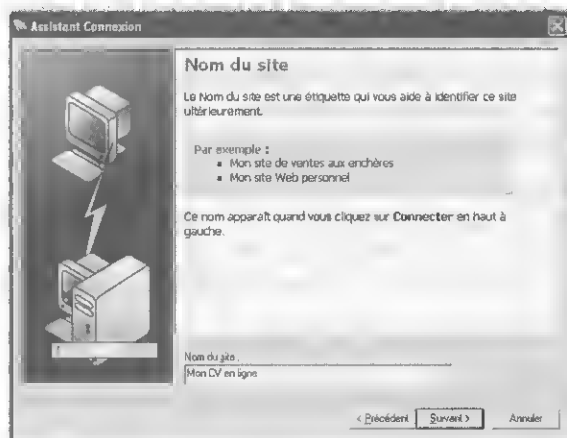 Assistant Connexion
Nom du site
Le Nom du site est une étiquette qui vous aide à identifier ce site
ultérieurement.
Par exemple :
▪ Mon site de ventes aux enchères
▪ Mon site Web personnel
Ce nom apparaît quand vous cliquez sur Connecter en haut à
gauche.
Nom du site :
Mon CV en ligne
< Précédent Suivant > Annuler